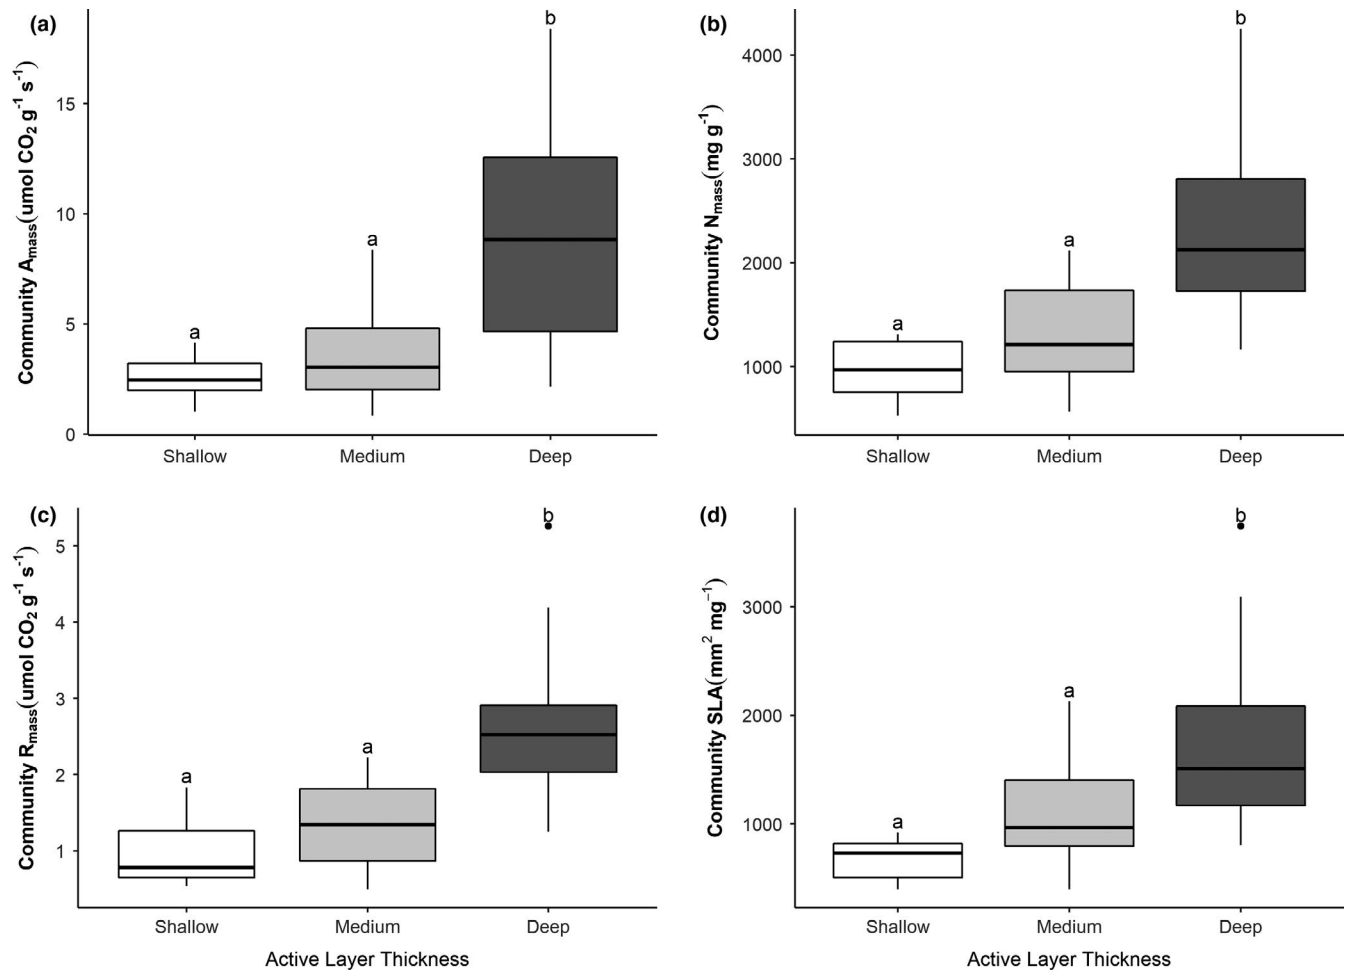 (a)
Community A_mass(umol CO₂ g⁻¹ s⁻¹)
15
10
5
0
a
a
b
Shallow Medium Deep
(b)
Community N_mass(mg g⁻¹)
4000
3000
2000
1000
a
a
b
Shallow Medium Deep
(c)
Community R_mass(umol CO₂ g⁻¹ s⁻¹)
5
4
3
2
1
a
a
b
Shallow Medium Deep
Active Layer Thickness
(d)
Community SLA(mm² mg⁻¹)
3000
2000
1000
a
a
b
Shallow Medium Deep
Active Layer Thickness